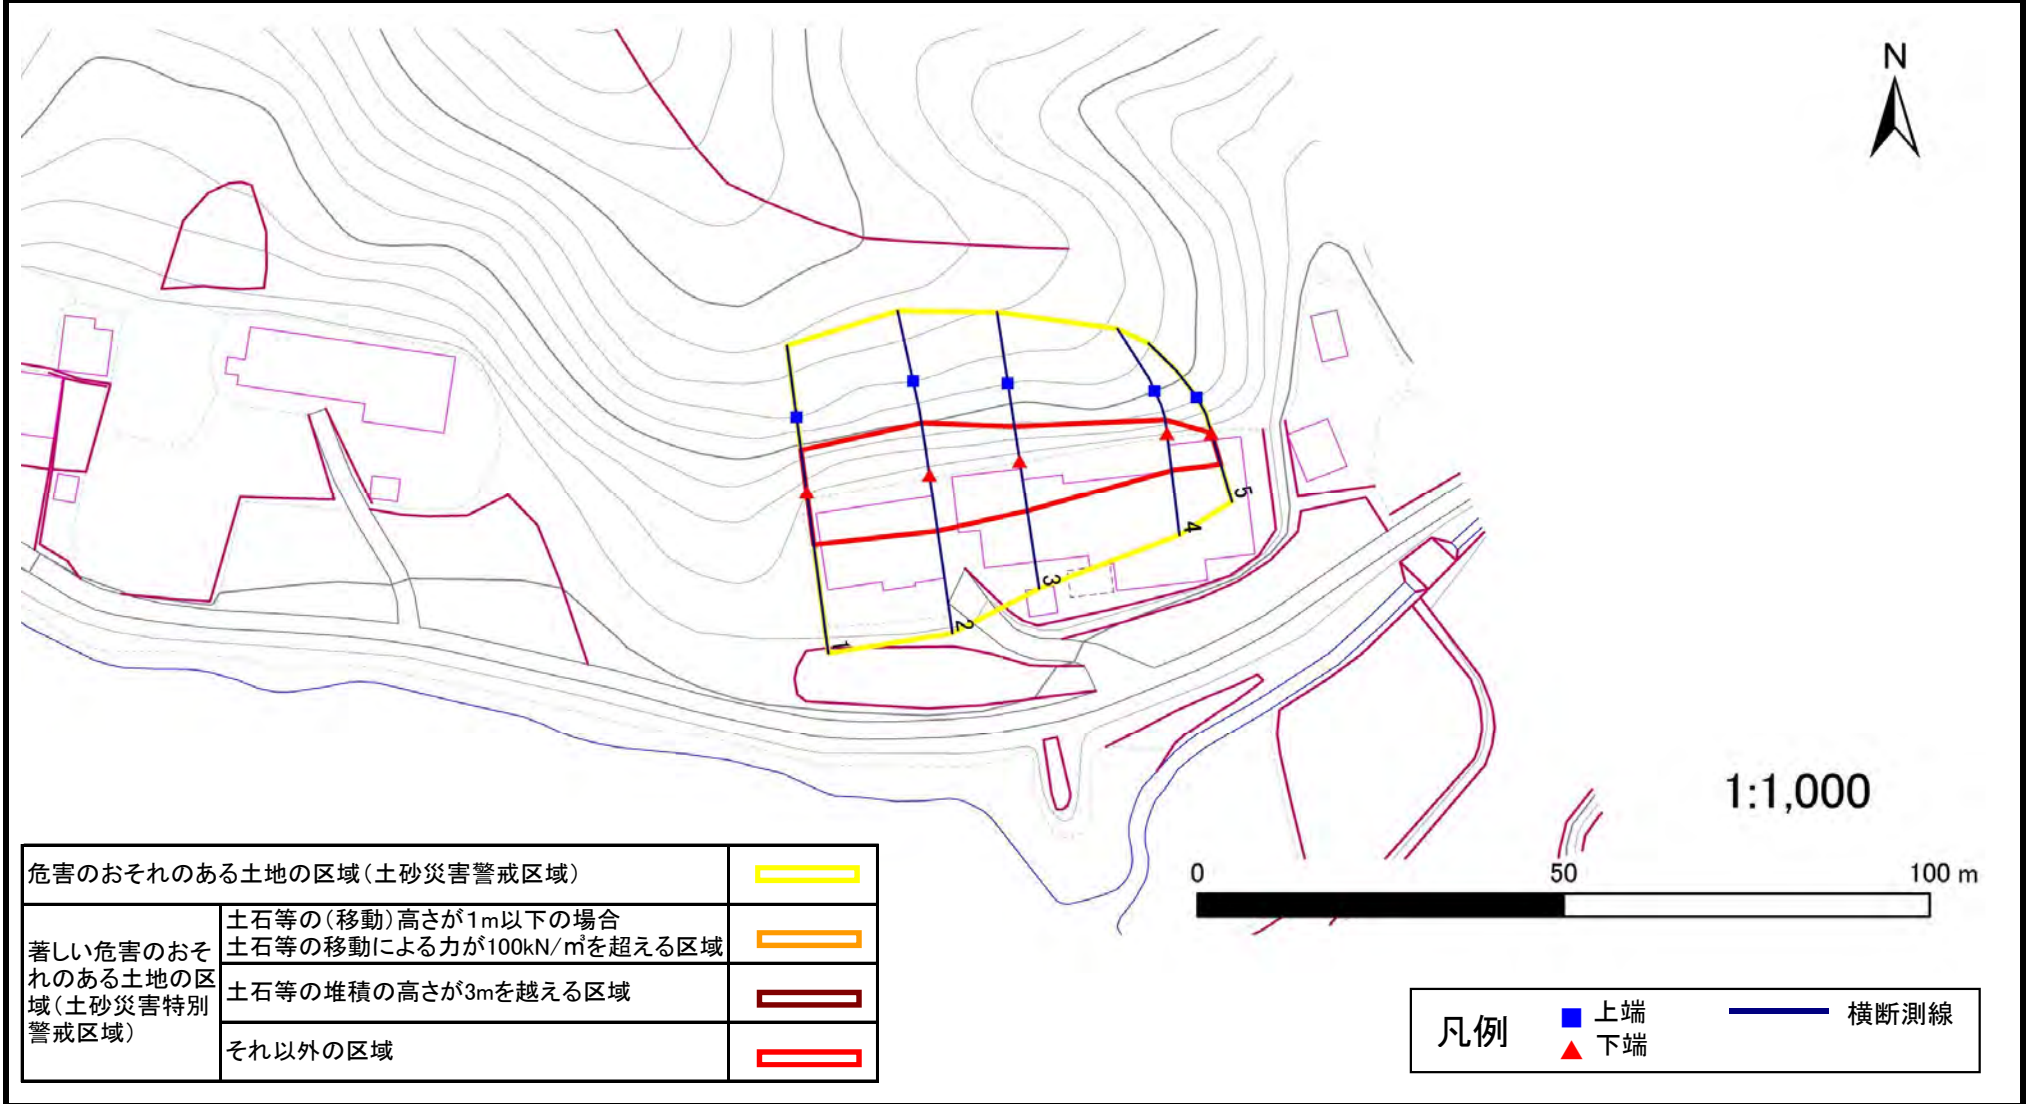 N
1
2
3
4
5
1:1,000
0 50 100 m
危害のおそれのある土地の区域(土砂災害警戒区域)
著しい危害のおそ
れのある土地の区
域(土砂災害特別
警戒区域)
土石等の(移動)高さが1m以下の場合
土石等の移動による力が100kN/㎡を超える区域
土石等の堆積の高さが3mを越える区域
それ以外の区域
凡例
上端
下端
横断測線